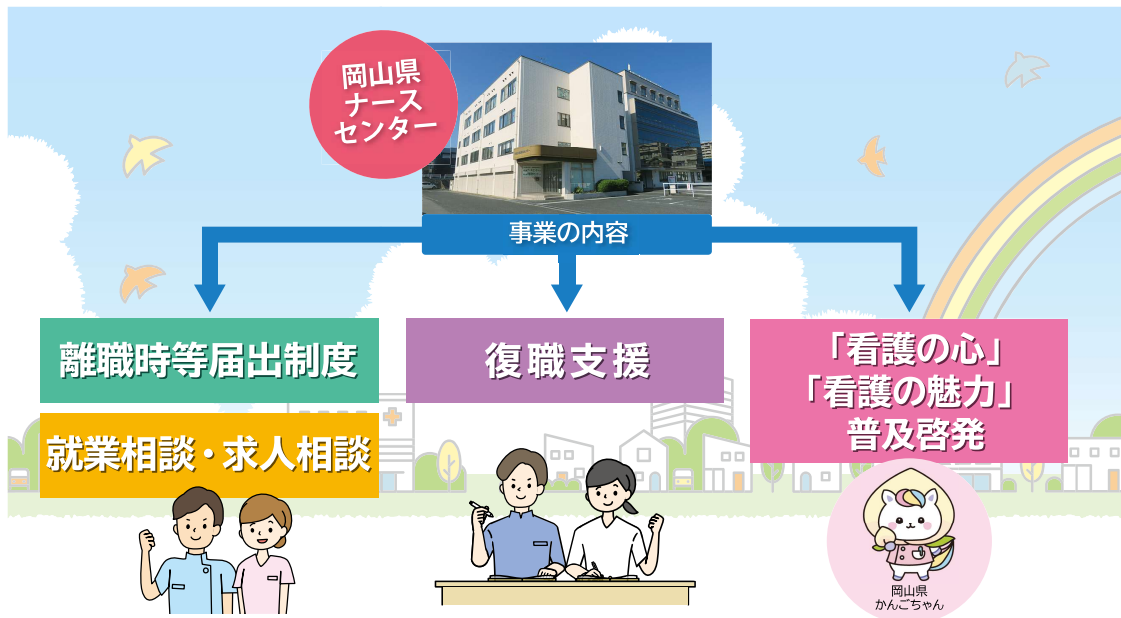 岡山県
ナース
センター
事業の内容
離職時等届出制度
就業相談・求人相談
復職支援
「看護の心」
「看護の魅力」
普及啓発
岡山県
かんごちゃん